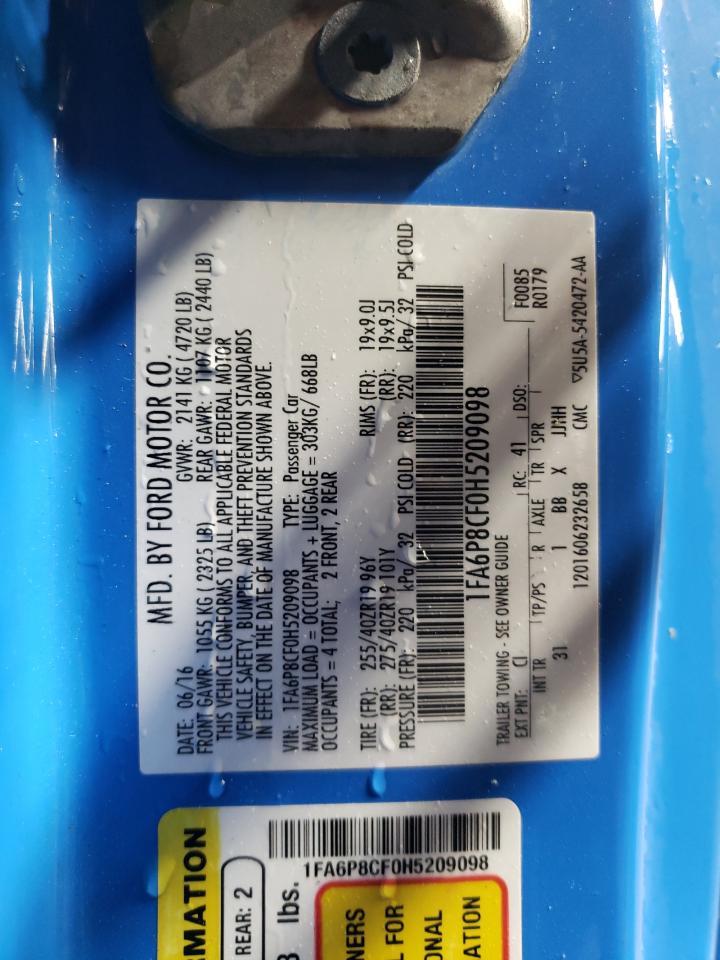 MFD. BY FORD MOTOR CO.
DATE: 06/16 GVWR: 2141 KG ( 4720 LB)
FRONT GAWR: 1055 KG ( 2325 LB) REAR GAWR: 1107 KG ( 2440 LB)
THIS VEHICLE CONFORMS TO ALL APPLICABLE FEDERAL MOTOR
VEHICLE SAFETY, BUMPER, AND THEFT PREVENTION STANDARDS
IN EFFECT ON THE DATE OF MANUFACTURE SHOWN ABOVE.
VIN: 1FA6P8CF0H5209098 TYPE: Passenger Car
MAXIMUM LOAD = OCCUPANTS + LUGGAGE = 303KG/ 668LB
OCCUPANTS = 4 TOTAL; 2 FRONT, 2 REAR
TIRE (FR): 255/40ZR19 96Y RIMS (FR): 19x9.0J
(RR): 275/40ZR19 101Y (RR): 19x9.5J
PRESSURE (FR): 220 kPa/ 32 PSI COLD (RR): 220 kPa/ 32 PSI COLD
1FA6P8CF0H5209098
TRAILER TOWING - SEE OWNER GUIDE F0085
EXT PNT: CI RC: 41 DSO: R0179
INT TR TP/PS R AXLE TR SPR
31 1 BB X JJHH
1201606232658 CMC ▽5U5A-5420472-AA
RMATION
REAR: 2
lbs.
1FA6P8CF0H5209098
NERS
L FOR
ONAL
ATION